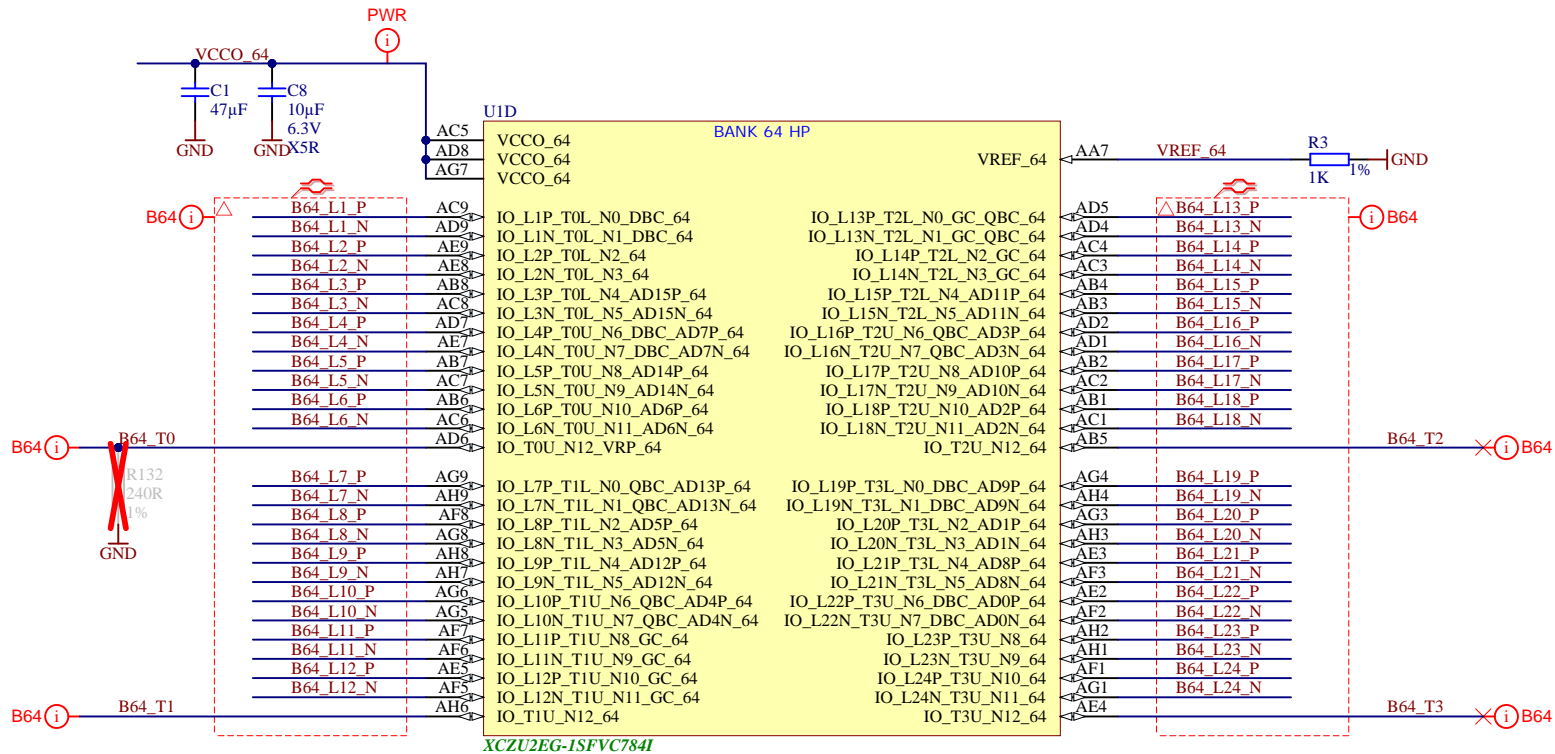 PWR
i
VCCO_64
C1
47µF
GND
C8
10µF
6.3V
X5R
GND
U1D
BANK 64 HP
AC5 VCCO_64
AD8 VCCO_64
AG7 VCCO_64
VREF_64 AA7 VREF_64
R3
1K
1%
GND
B64 i
i B64
B64_L1_P AC9 IO_L1P_T0L_N0_DBC_64
B64_L1_N AD9 IO_L1N_T0L_N1_DBC_64
B64_L2_P AE9 IO_L2P_T0L_N2_64
B64_L2_N AE8 IO_L2N_T0L_N3_64
B64_L3_P AB8 IO_L3P_T0L_N4_AD15P_64
B64_L3_N AC8 IO_L3N_T0L_N5_AD15N_64
B64_L4_P AD7 IO_L4P_T0U_N6_DBC_AD7P_64
B64_L4_N AE7 IO_L4N_T0U_N7_DBC_AD7N_64
B64_L5_P AB7 IO_L5P_T0U_N8_AD14P_64
B64_L5_N AC7 IO_L5N_T0U_N9_AD14N_64
B64_L6_P AB6 IO_L6P_T0U_N10_AD6P_64
B64_L6_N AC6 IO_L6N_T0U_N11_AD6N_64
B64 i B64_T0 AD6 IO_T0U_N12_VRP_64
R132
240R
1%
GND
B64_L7_P AG9 IO_L7P_T1L_N0_QBC_AD13P_64
B64_L7_N AH9 IO_L7N_T1L_N1_QBC_AD13N_64
B64_L8_P AF8 IO_L8P_T1L_N2_AD5P_64
B64_L8_N AG8 IO_L8N_T1L_N3_AD5N_64
B64_L9_P AH8 IO_L9P_T1L_N4_AD12P_64
B64_L9_N AH7 IO_L9N_T1L_N5_AD12N_64
B64_L10_P AG6 IO_L10P_T1U_N6_QBC_AD4P_64
B64_L10_N AG5 IO_L10N_T1U_N7_QBC_AD4N_64
B64_L11_P AF7 IO_L11P_T1U_N8_GC_64
B64_L11_N AF6 IO_L11N_T1U_N9_GC_64
B64_L12_P AE5 IO_L12P_T1U_N10_GC_64
B64_L12_N AF5 IO_L12N_T1U_N11_GC_64
B64 i B64_T1 AH6 IO_T1U_N12_64
IO_L13P_T2L_N0_GC_QBC_64 AD5 B64_L13_P
IO_L13N_T2L_N1_GC_QBC_64 AD4 B64_L13_N
IO_L14P_T2L_N2_GC_64 AC4 B64_L14_P
IO_L14N_T2L_N3_GC_64 AC3 B64_L14_N
IO_L15P_T2L_N4_AD11P_64 AB4 B64_L15_P
IO_L15N_T2L_N5_AD11N_64 AB3 B64_L15_N
IO_L16P_T2U_N6_QBC_AD3P_64 AD2 B64_L16_P
IO_L16N_T2U_N7_QBC_AD3N_64 AD1 B64_L16_N
IO_L17P_T2U_N8_AD10P_64 AB2 B64_L17_P
IO_L17N_T2U_N9_AD10N_64 AC2 B64_L17_N
IO_L18P_T2U_N10_AD2P_64 AB1 B64_L18_P
IO_L18N_T2U_N11_AD2N_64 AC1 B64_L18_N
IO_T2U_N12_64 AB5 B64_T2 i B64
IO_L19P_T3L_N0_DBC_AD9P_64 AG4 B64_L19_P
IO_L19N_T3L_N1_DBC_AD9N_64 AH4 B64_L19_N
IO_L20P_T3L_N2_AD1P_64 AG3 B64_L20_P
IO_L20N_T3L_N3_AD1N_64 AH3 B64_L20_N
IO_L21P_T3L_N4_AD8P_64 AE3 B64_L21_P
IO_L21N_T3L_N5_AD8N_64 AF3 B64_L21_N
IO_L22P_T3U_N6_DBC_AD0P_64 AE2 B64_L22_P
IO_L22N_T3U_N7_DBC_AD0N_64 AF2 B64_L22_N
IO_L23P_T3U_N8_64 AH2 B64_L23_P
IO_L23N_T3U_N9_64 AH1 B64_L23_N
IO_L24P_T3U_N10_64 AF1 B64_L24_P
IO_L24N_T3U_N11_64 AG1 B64_L24_N
IO_T3U_N12_64 AE4 B64_T3 i B64
XCZU2EG-1SFVC784I